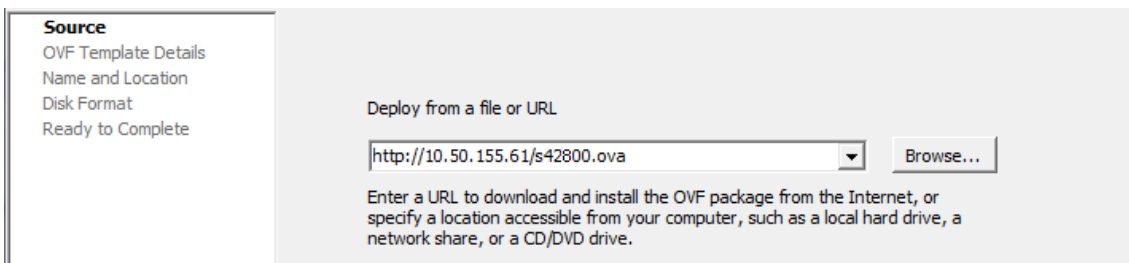 Source
OVF Template Details
Name and Location
Disk Format
Ready to Complete
Deploy from a file or URL
http://10.50.155.61/s42800.ova
Browse...
Enter a URL to download and install the OVF package from the Internet, or
specify a location accessible from your computer, such as a local hard drive, a
network share, or a CD/DVD drive.